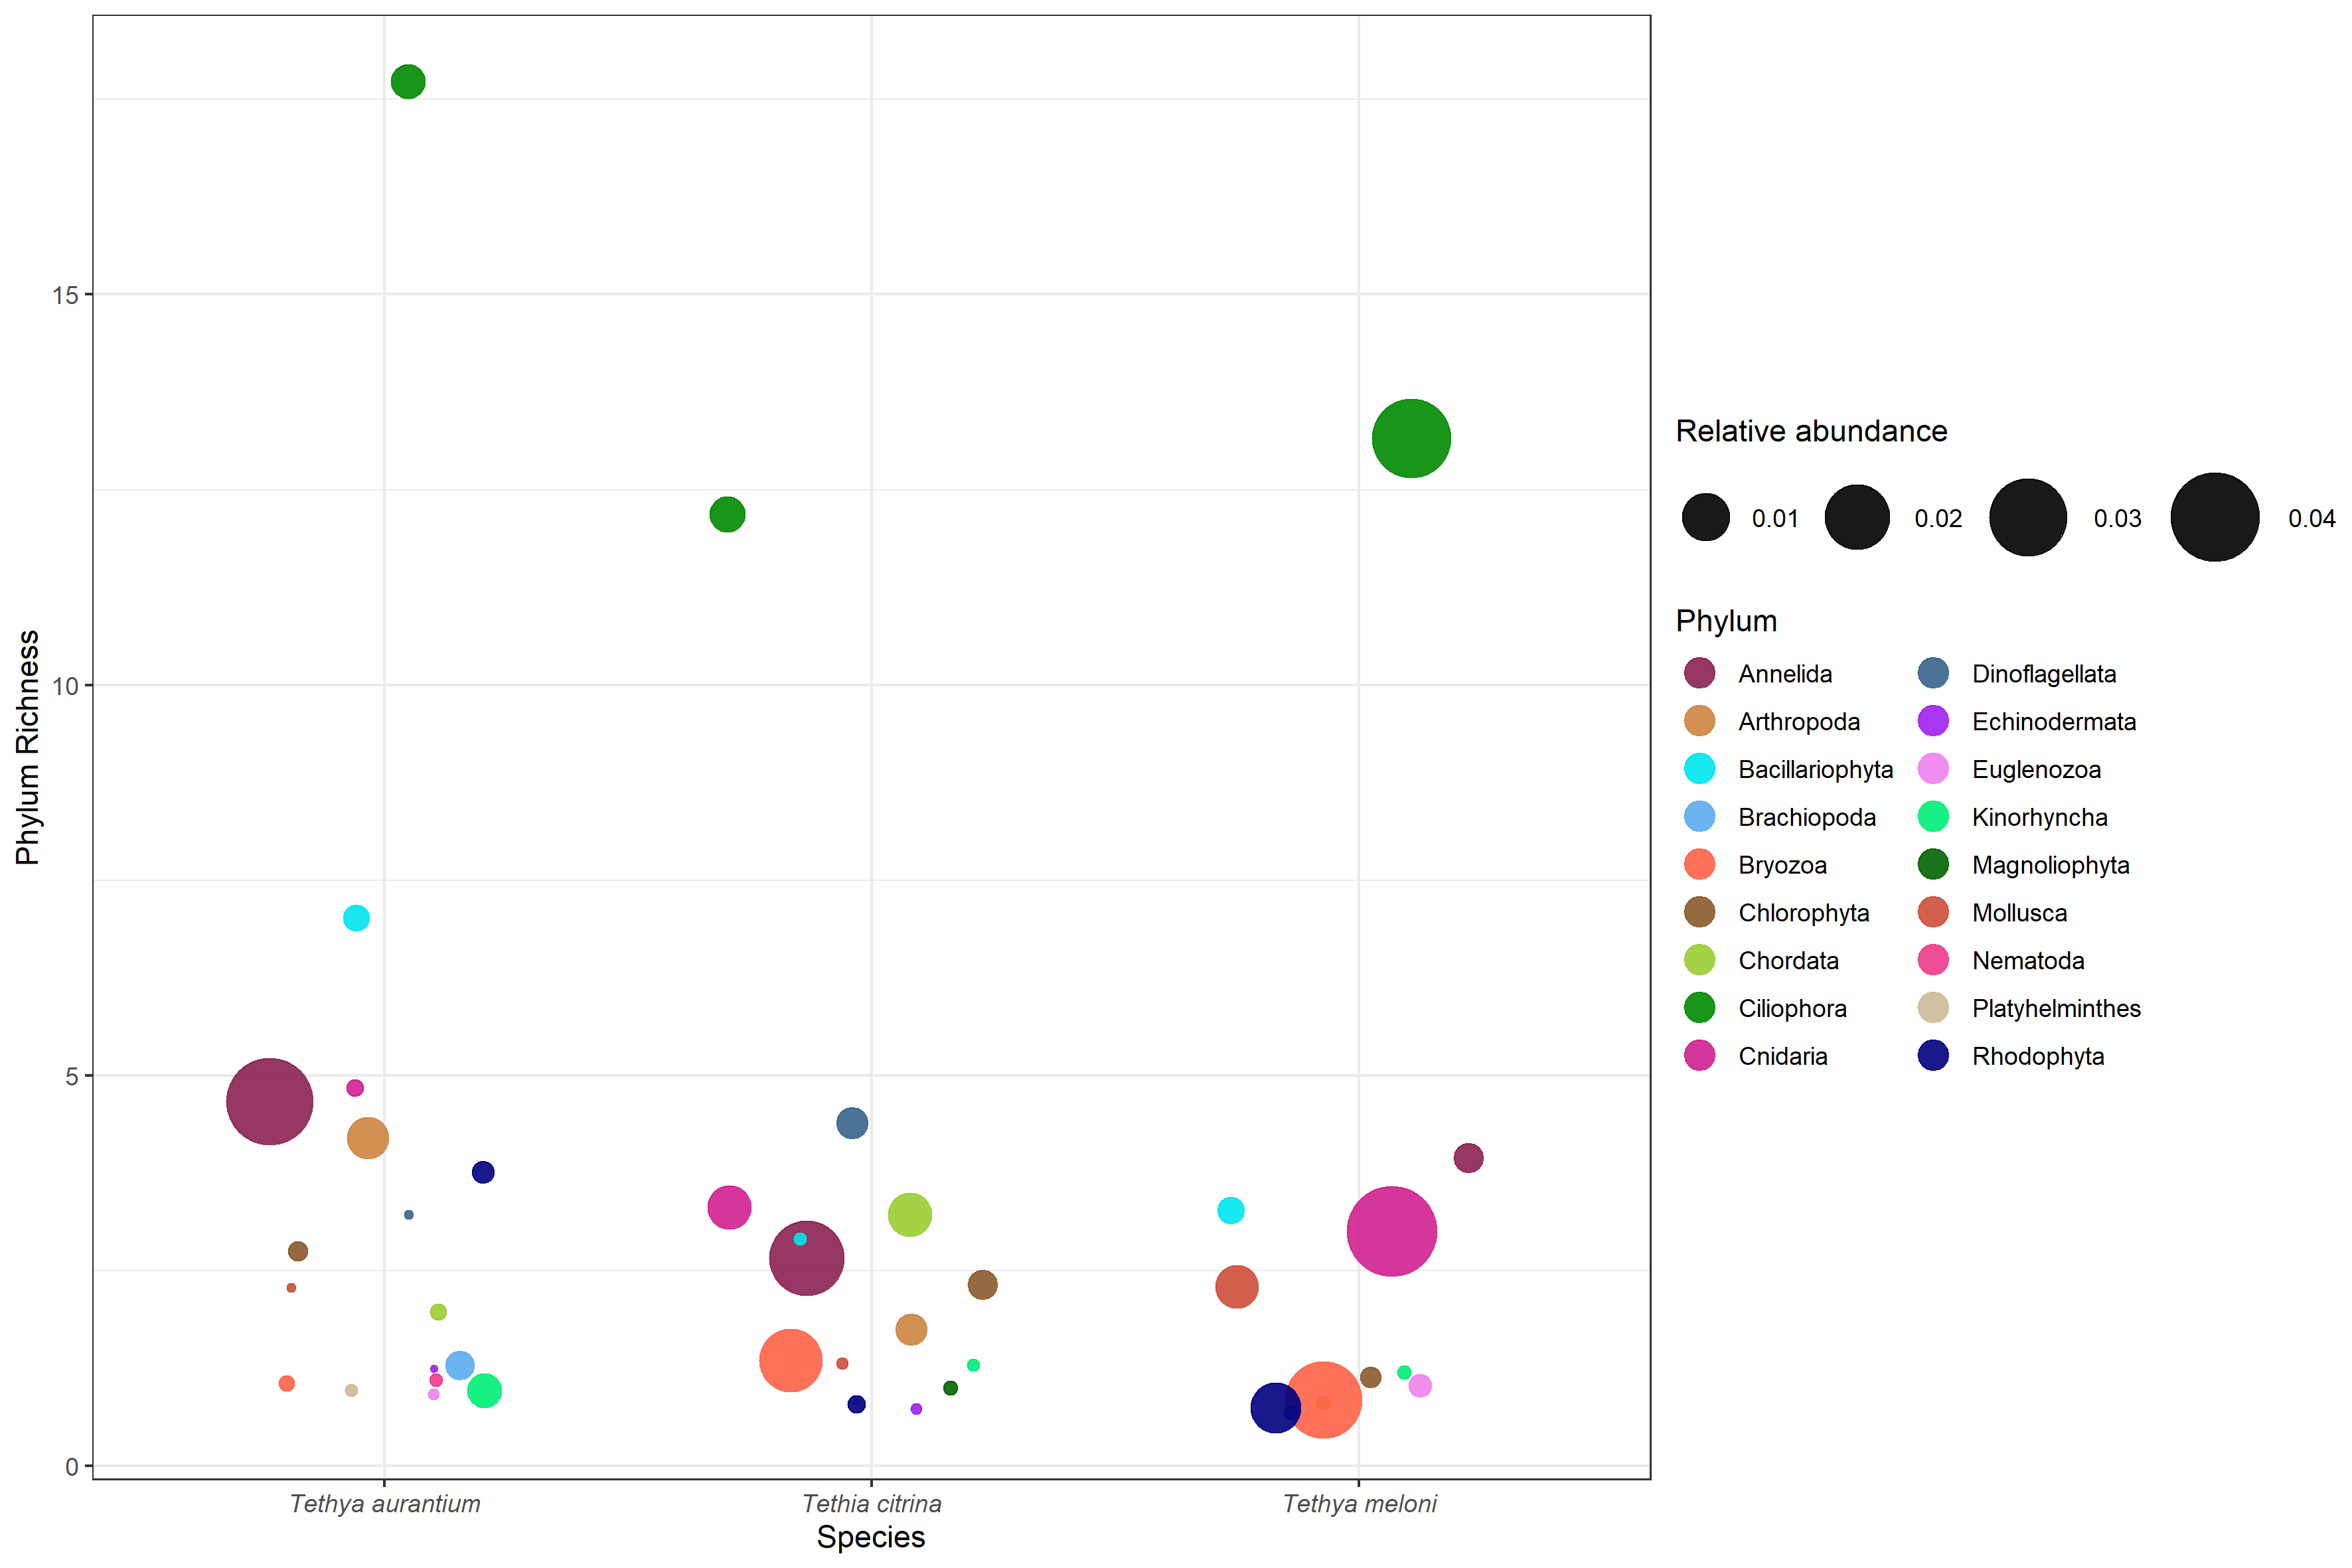 15
10
5
0
Phylum Richness
Tethya aurantium
Tethia citrina
Tethya meloni
Species
Relative abundance
0.01 0.02 0.03 0.04
Phylum
Annelida Dinoflagellata
Arthropoda Echinodermata
Bacillariophyta Euglenozoa
Brachiopoda Kinorhyncha
Bryozoa Magnoliophyta
Chlorophyta Mollusca
Chordata Nematoda
Ciliophora Platyhelminthes
Cnidaria Rhodophyta